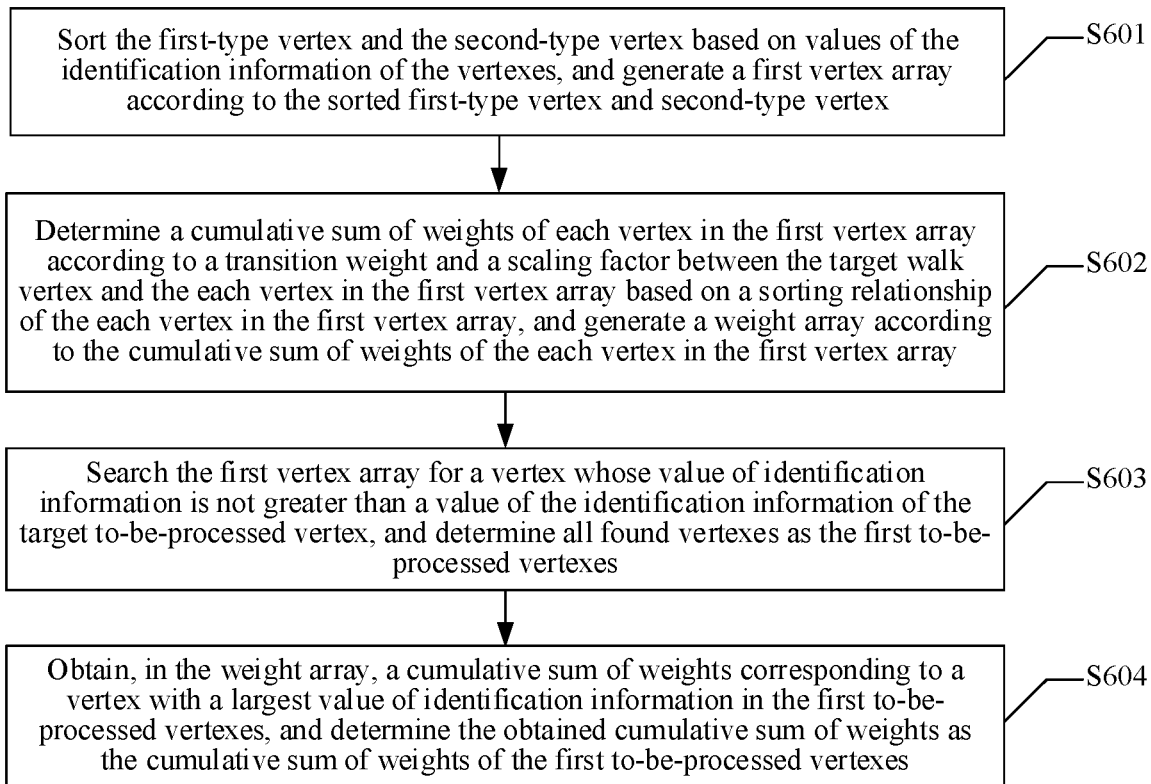 Sort the first-type vertex and the second-type vertex based on values of the
identification information of the vertexes, and generate a first vertex array
according to the sorted first-type vertex and second-type vertex
S601
Determine a cumulative sum of weights of each vertex in the first vertex array
according to a transition weight and a scaling factor between the target walk
vertex and the each vertex in the first vertex array based on a sorting relationship
of the each vertex in the first vertex array, and generate a weight array according
to the cumulative sum of weights of the each vertex in the first vertex array
S602
Search the first vertex array for a vertex whose value of identification
information is not greater than a value of the identification information of the
target to-be-processed vertex, and determine all found vertexes as the first to-be-
processed vertexes
S603
Obtain, in the weight array, a cumulative sum of weights corresponding to a
vertex with a largest value of identification information in the first to-be-
processed vertexes, and determine the obtained cumulative sum of weights as
the cumulative sum of weights of the first to-be-processed vertexes
S604